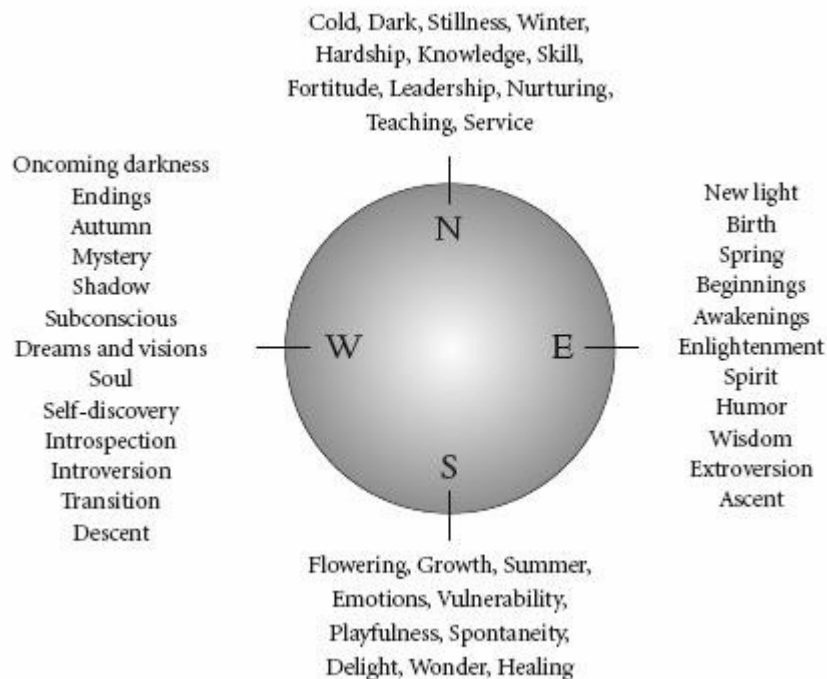 Cold, Dark, Stillness, Winter,
Hardship, Knowledge, Skill,
Fortitude, Leadership, Nurturing,
Teaching, Service
Oncoming darkness
Endings
Autumn
Mystery
Shadow
Subconscious
Dreams and visions
Soul
Self-discovery
Introspection
Introversion
Transition
Descent
N
W
E
S
New light
Birth
Spring
Beginnings
Awakenings
Enlightenment
Spirit
Humor
Wisdom
Extroversion
Ascent
Flowering, Growth, Summer,
Emotions, Vulnerability,
Playfulness, Spontaneity,
Delight, Wonder, Healing